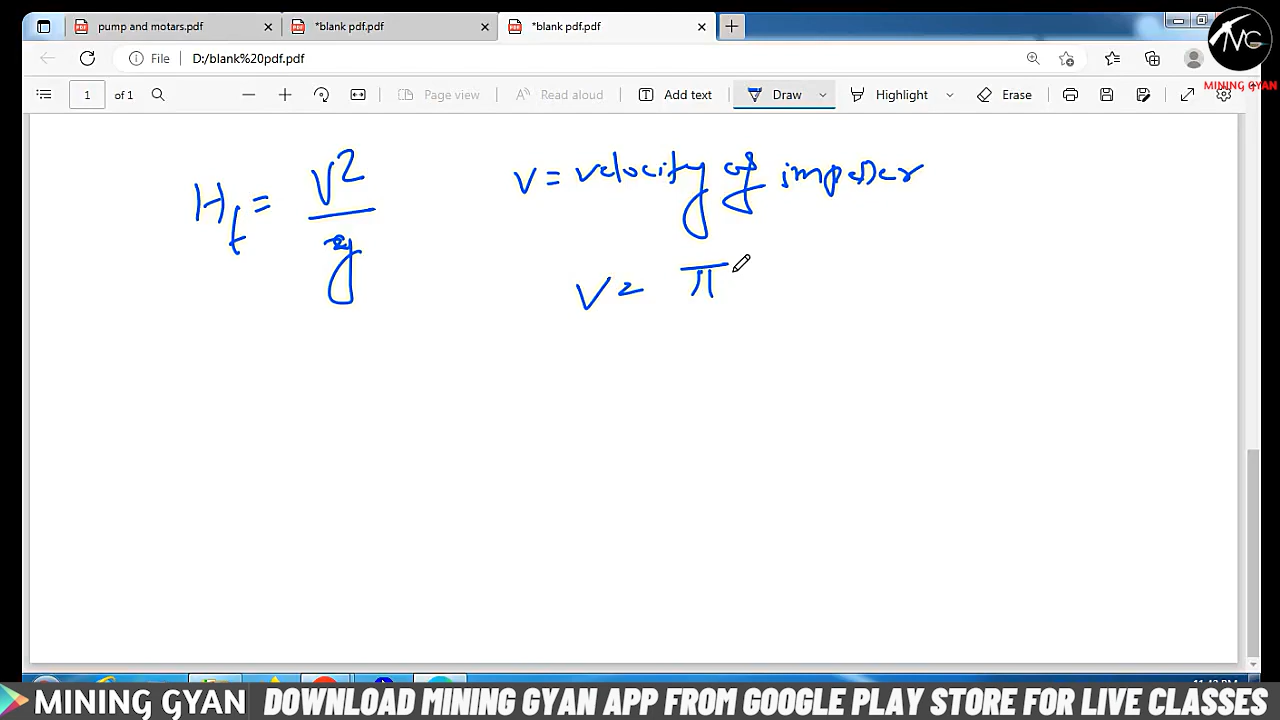 pump and motars.pdf
*blank pdf.pdf
*blank pdf.pdf
File D:/blank%20pdf.pdf
MINING GYAN
1 of 1
Page view
Read aloud
Add text
Draw
Highlight
Erase
Ht = V2
g
V = velocity of impeller
V = π
MINING GYAN DOWNLOAD MINING GYAN APP FROM GOOGLE PLAY STORE FOR LIVE CLASSES